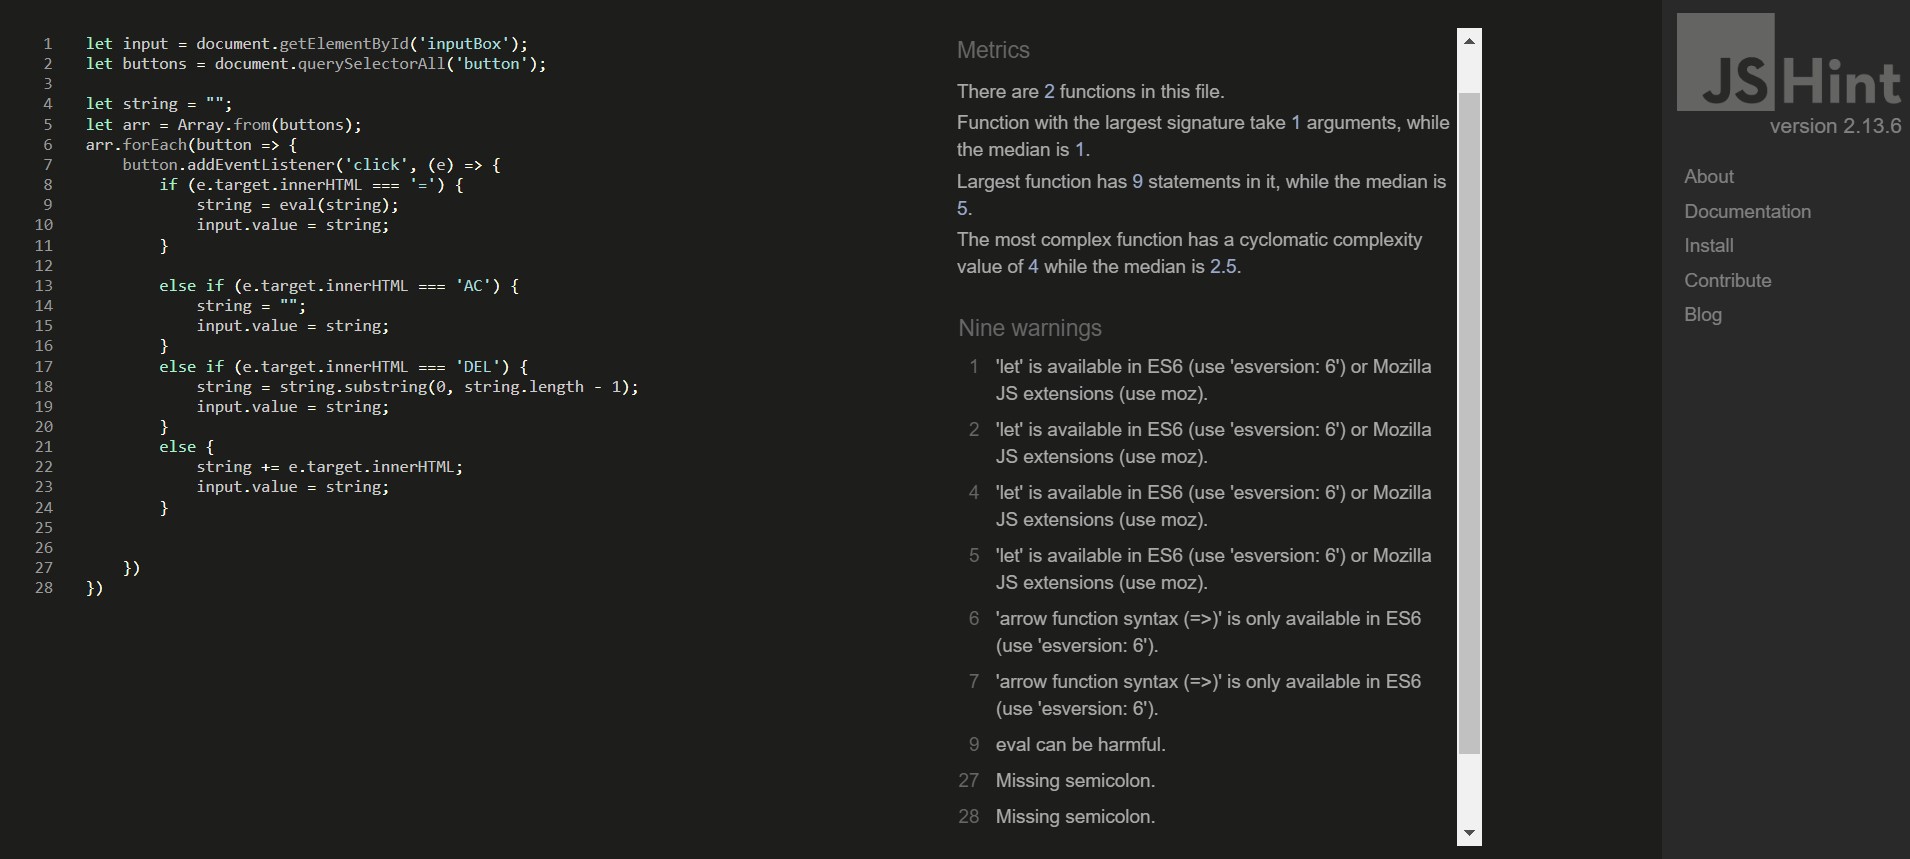 1 let input = document.getElementById('inputBox');
2 let buttons = document.querySelectorAll('button');
3
4 let string = "";
5 let arr = Array.from(buttons);
6 arr.forEach(button => {
7     button.addEventListener('click', (e) => {
8         if (e.target.innerHTML === '=') {
9             string = eval(string);
10             input.value = string;
11         }
12
13         else if (e.target.innerHTML === 'AC') {
14             string = "";
15             input.value = string;
16         }
17         else if (e.target.innerHTML === 'DEL') {
18             string = string.substring(0, string.length - 1);
19             input.value = string;
20         }
21         else {
22             string += e.target.innerHTML;
23             input.value = string;
24         }
25
26
27     })
28 })
Metrics
There are 2 functions in this file.
Function with the largest signature take 1 arguments, while
the median is 1.
Largest function has 9 statements in it, while the median is
5.
The most complex function has a cyclomatic complexity
value of 4 while the median is 2.5.
Nine warnings
1 'let' is available in ES6 (use 'esversion: 6') or Mozilla
JS extensions (use moz).
2 'let' is available in ES6 (use 'esversion: 6') or Mozilla
JS extensions (use moz).
4 'let' is available in ES6 (use 'esversion: 6') or Mozilla
JS extensions (use moz).
5 'let' is available in ES6 (use 'esversion: 6') or Mozilla
JS extensions (use moz).
6 'arrow function syntax (=>)' is only available in ES6
(use 'esversion: 6').
7 'arrow function syntax (=>)' is only available in ES6
(use 'esversion: 6').
9 eval can be harmful.
27 Missing semicolon.
28 Missing semicolon.
JSHint
version 2.13.6
About
Documentation
Install
Contribute
Blog